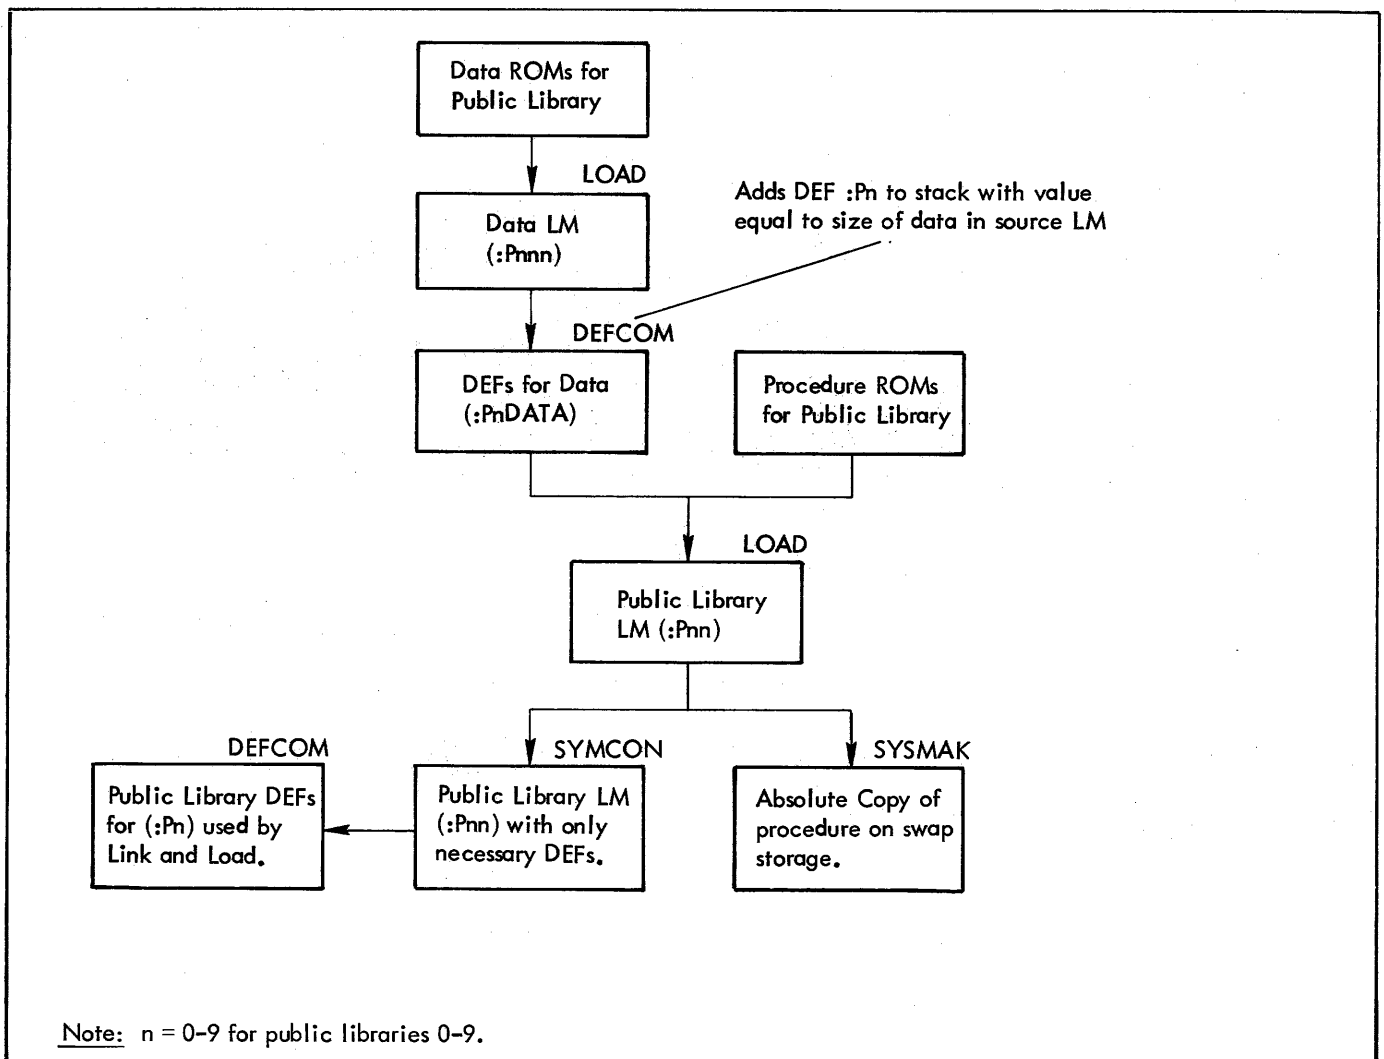 Data ROMs for
Public Library
LOAD
Data LM
(:Pnnn)
Adds DEF :Pn to stack with value
equal to size of data in source LM
DEFCOM
DEFs for Data
(:PnDATA)
Procedure ROMs
for Public Library
LOAD
Public Library
LM (:Pnn)
DEFCOM
SYMCON
SYSMAK
Public Library DEFs
for (:Pn) used by
Link and Load.
Public Library LM
(:Pnn) with only
necessary DEFs.
Absolute Copy of
procedure on swap
storage.
Note: n = 0-9 for public libraries 0-9.